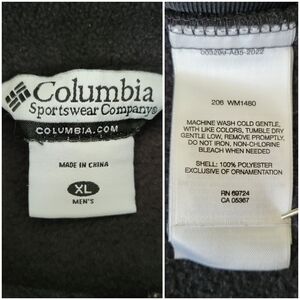 Columbia
Sportswear Company®
COLUMBIA.COM
MADE IN CHINA
XL
MEN'S
206 WM1480
MACHINE WASH COLD GENTLE,
WITH LIKE COLORS, TUMBLE DRY
GENTLE LOW, REMOVE PROMPTLY,
DO NOT IRON, NON-CHLORINE
BLEACH WHEN NEEDED
SHELL: 100% POLYESTER
EXCLUSIVE OF ORNAMENTATION
RN 69724
CA 05367